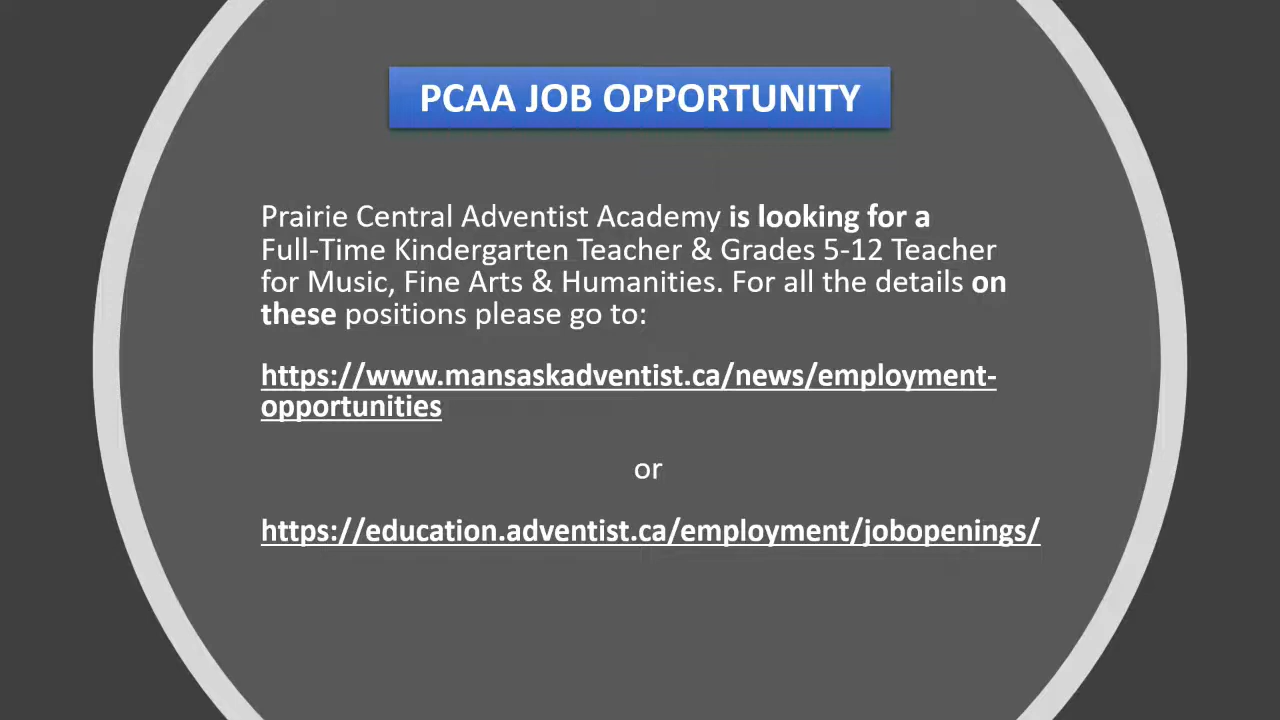 PCAA JOB OPPORTUNITY
Prairie Central Adventist Academy is looking for a
Full-Time Kindergarten Teacher & Grades 5-12 Teacher
for Music, Fine Arts & Humanities. For all the details on
these positions please go to:
https://www.mansaskadventist.ca/news/employment-
opportunities
or
https://education.adventist.ca/employment/jobopenings/